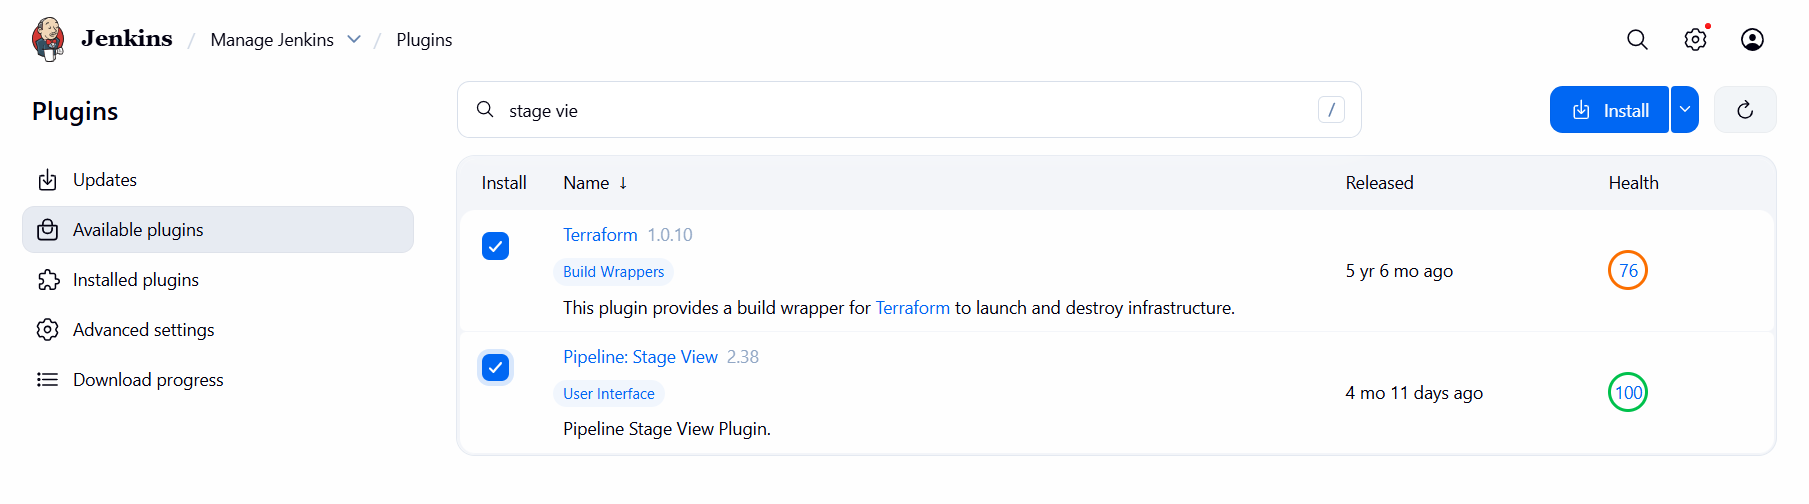 Jenkins / Manage Jenkins / Plugins
Plugins
stage vie /
Install
Updates
Available plugins
Installed plugins
Advanced settings
Download progress
Install Name ↓ Released Health
Terraform 1.0.10
Build Wrappers
This plugin provides a build wrapper for Terraform to launch and destroy infrastructure.
5 yr 6 mo ago
76
Pipeline: Stage View 2.38
User Interface
Pipeline Stage View Plugin.
4 mo 11 days ago
100